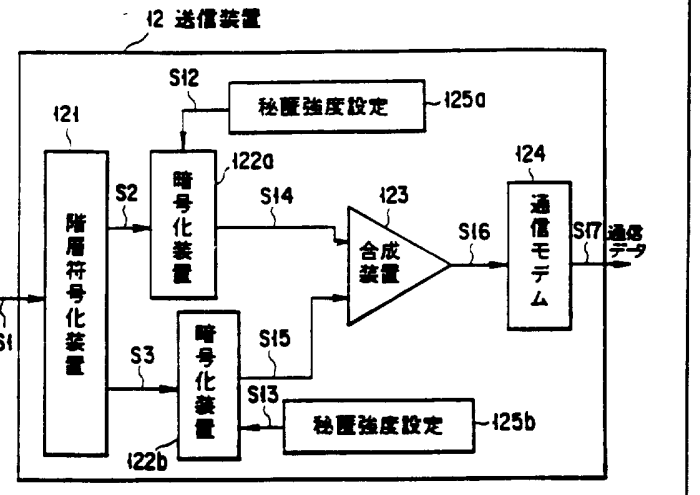 12 送信装置
S12
秘匿強度設定
125a
121
122a
124
S2
暗号化装置
S14
123
通信モデム
階層符号化装置
合成装置
S16
S17
通信データ
S1
暗号化装置
S15
S3
S13
秘匿強度設定
125b
122b